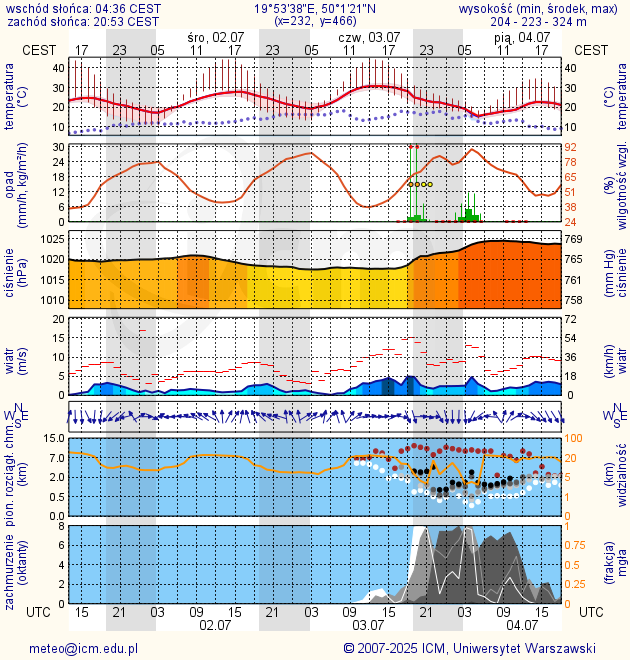 wschód słońca: 04:36 CEST 19°53'38"E, 50°1'21"N wysokość (min, środek, max)
zachód słońca: 20:53 CEST (x=232, y=466) 204 - 223 - 324 m
śro, 02.07 czw, 03.07 pią, 04.07
CEST 17 23 05 11 17 23 05 11 17 23 05 11 17 CEST
temperatura (°C) 40 30 20 10 40 30 20 10 (°C) temperatura
opad (mm/h, kg/m²/h) 30 24 18 12 6 0 92 78 65 51 38 24 (%) wilgotność wzgl.
ciśnienie (hPa) 1025 1020 1015 1010 769 765 761 758 (mm Hg) ciśnienie
wiatr (m/s) 20 15 10 5 0 72 54 36 18 0 (km/h) wiatr
N W E S N W E S
pion. rozciągł. chm. (km) 15.0 7.0 2.0 0.5 0.0 100 20 5 1 0 (km) widzialność
zachmurzenie (oktanty) 8 6 4 2 0 1 0.75 0.5 0.25 0 (frakcja) mgła
UTC 15 21 03 09 15 21 03 09 15 21 03 09 15 UTC
02.07 03.07 04.07
meteo@icm.edu.pl © 2007-2025 ICM, Uniwersytet Warszawski